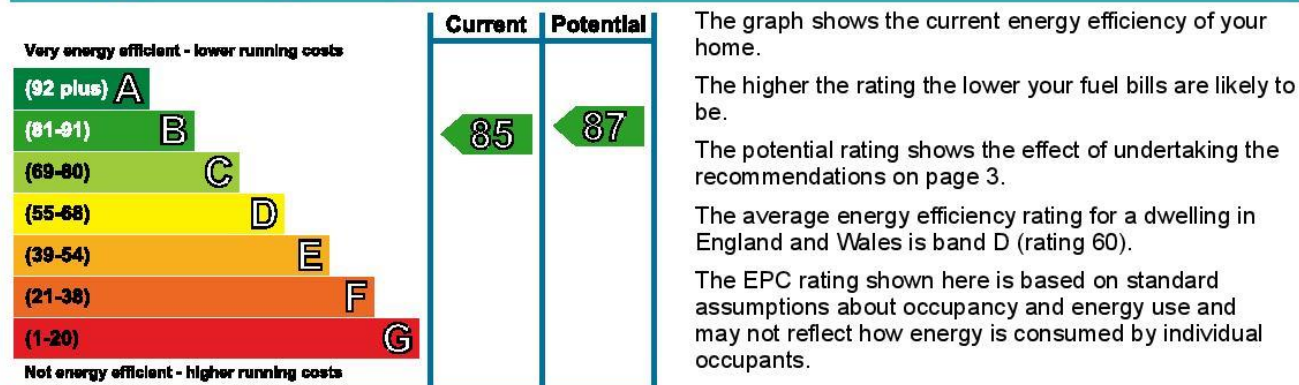 Current Potential
Very energy efficient - lower running costs
(92 plus) A
(81-91) B
(69-80) C
(55-68) D
(39-54) E
(21-38) F
(1-20) G
Not energy efficient - higher running costs
85
87
The graph shows the current energy efficiency of your
home.
The higher the rating the lower your fuel bills are likely to
be.
The potential rating shows the effect of undertaking the
recommendations on page 3.
The average energy efficiency rating for a dwelling in
England and Wales is band D (rating 60).
The EPC rating shown here is based on standard
assumptions about occupancy and energy use and
may not reflect how energy is consumed by individual
occupants.